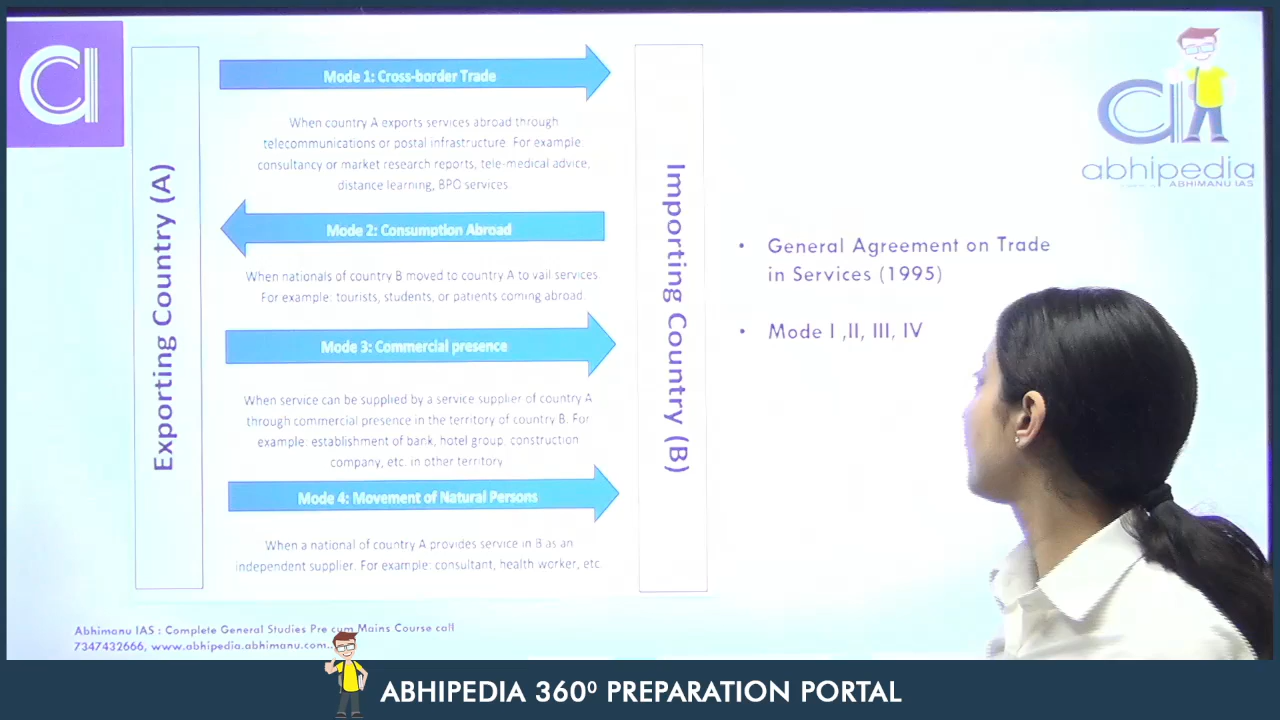 Exporting Country (A)
Mode 1: Cross-border Trade
When country A exports services abroad through
telecommunications or postal infrastructure. For example:
consultancy or market research reports, tele-medical advice,
distance learning, BPO services
Mode 2: Consumption Abroad
When nationals of country B moved to country A to vail services.
For example: tourists, students, or patients coming abroad.
Mode 3: Commercial presence
When service can be supplied by a service supplier of country A
through commercial presence in the territory of country B. For
example: establishment of bank, hotel group, construction
company, etc. in other territory
Mode 4: Movement of Natural Persons
When a national of country A provides service in B as an
independent supplier. For example: consultant, health worker, etc.
Importing Country (B)
abhipedia
ABHIMANU IAS
• General Agreement on Trade
in Services (1995)
• Mode I ,II, III, IV
Abhimanu IAS : Complete General Studies Pre cum Mains Course call
7347432666, www.abhipedia.abhimanu.com..
ABHIPEDIA 360⁰ PREPARATION PORTAL